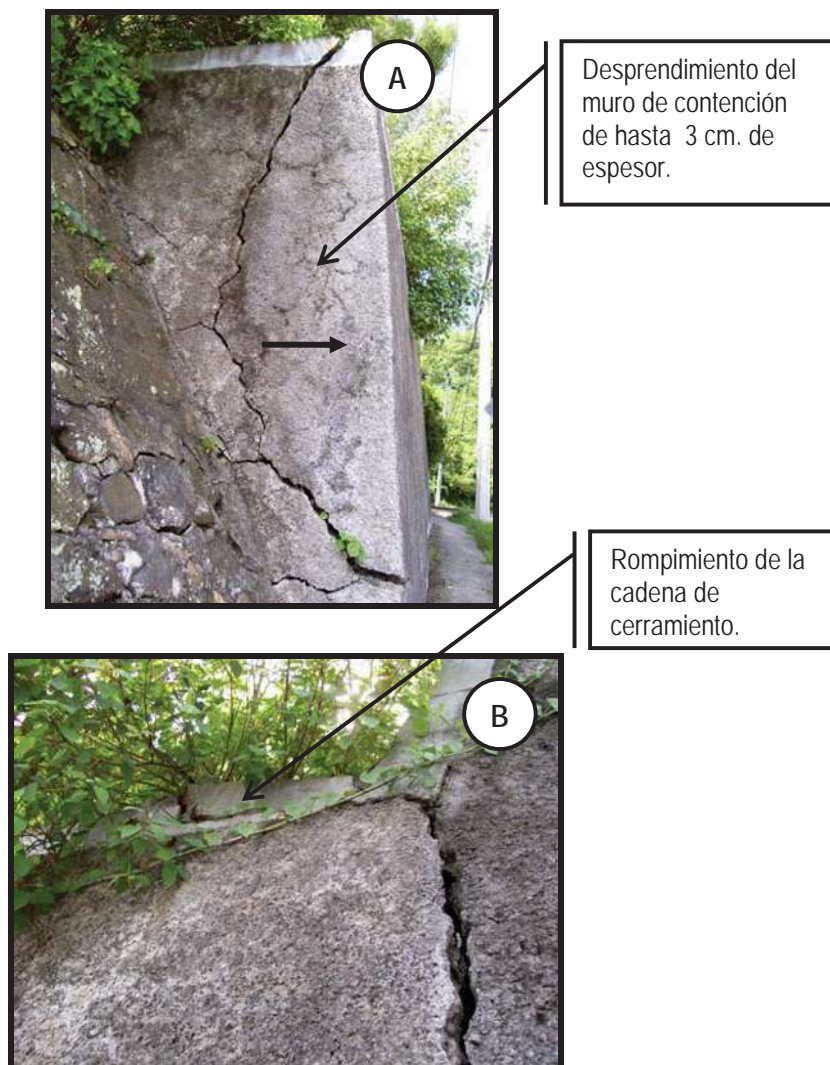 A
Desprendimiento del
muro de contención
de hasta 3 cm. de
espesor.
Rompimiento de la
cadena de
cerramiento.
B